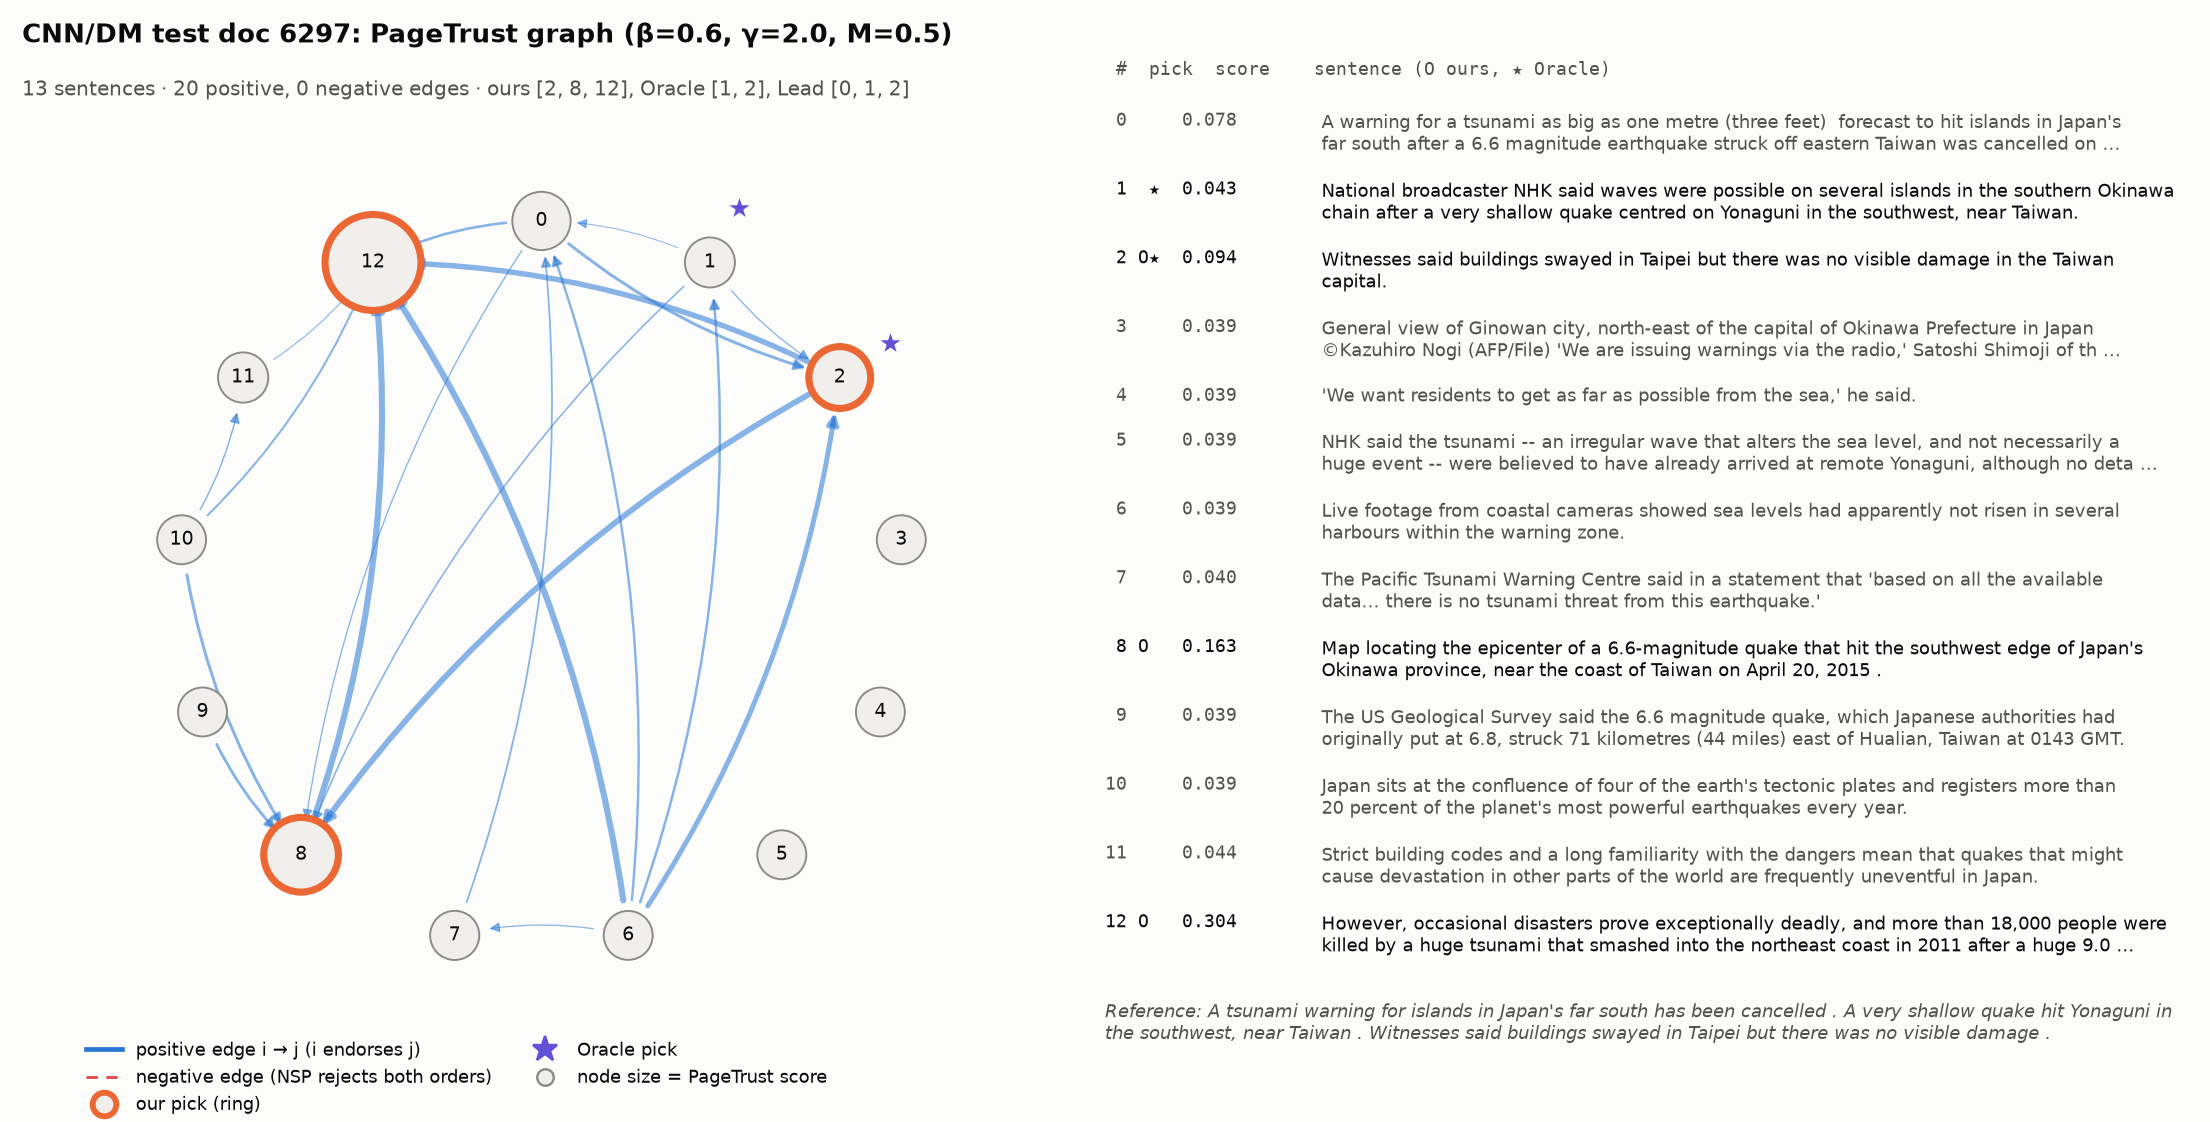 CNN/DM test doc 6297: PageTrust graph (β=0.6, γ=2.0, M=0.5)
13 sentences · 20 positive, 0 negative edges · ours [2, 8, 12], Oracle [1, 2], Lead [0, 1, 2]
0
12
1
11
2
10
3
9
4
8
5
7
6
positive edge i → j (i endorses j)
negative edge (NSP rejects both orders)
our pick (ring)
Oracle pick
node size = PageTrust score
# pick score sentence (O ours, ★ Oracle)
0 0.078 A warning for a tsunami as big as one metre (three feet)  forecast to hit islands in Japan's
far south after a 6.6 magnitude earthquake struck off eastern Taiwan was cancelled on ...
1 ★ 0.043 National broadcaster NHK said waves were possible on several islands in the southern Okinawa
chain after a very shallow quake centred on Yonaguni in the southwest, near Taiwan.
2 O★ 0.094 Witnesses said buildings swayed in Taipei but there was no visible damage in the Taiwan
capital.
3 0.039 General view of Ginowan city, north-east of the capital of Okinawa Prefecture in Japan
©Kazuhiro Nogi (AFP/File) 'We are issuing warnings via the radio,' Satoshi Shimoji of th ...
4 0.039 'We want residents to get as far as possible from the sea,' he said.
5 0.039 NHK said the tsunami -- an irregular wave that alters the sea level, and not necessarily a
huge event -- were believed to have already arrived at remote Yonaguni, although no deta ...
6 0.039 Live footage from coastal cameras showed sea levels had apparently not risen in several
harbours within the warning zone.
7 0.040 The Pacific Tsunami Warning Centre said in a statement that 'based on all the available
data... there is no tsunami threat from this earthquake.'
8 O 0.163 Map locating the epicenter of a 6.6-magnitude quake that hit the southwest edge of Japan's
Okinawa province, near the coast of Taiwan on April 20, 2015 .
9 0.039 The US Geological Survey said the 6.6 magnitude quake, which Japanese authorities had
originally put at 6.8, struck 71 kilometres (44 miles) east of Hualian, Taiwan at 0143 GMT.
10 0.039 Japan sits at the confluence of four of the earth's tectonic plates and registers more than
20 percent of the planet's most powerful earthquakes every year.
11 0.044 Strict building codes and a long familiarity with the dangers mean that quakes that might
cause devastation in other parts of the world are frequently uneventful in Japan.
12 O 0.304 However, occasional disasters prove exceptionally deadly, and more than 18,000 people were
killed by a huge tsunami that smashed into the northeast coast in 2011 after a huge 9.0 ...
Reference: A tsunami warning for islands in Japan's far south has been cancelled . A very shallow quake hit Yonaguni in
the southwest, near Taiwan . Witnesses said buildings swayed in Taipei but there was no visible damage .